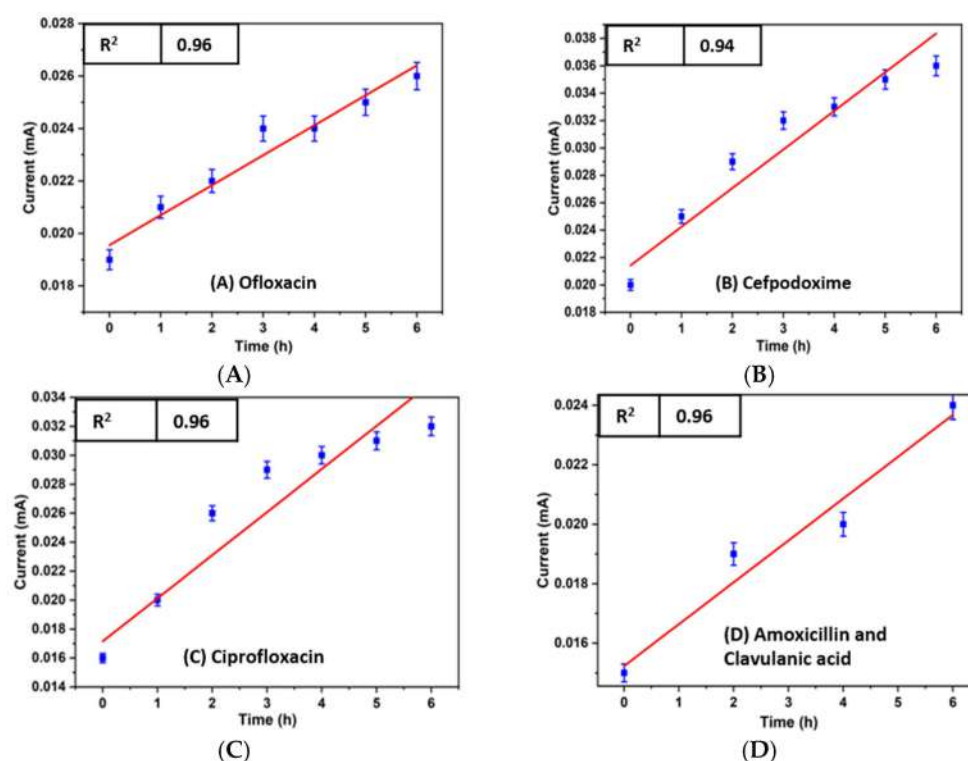 R² 0.96
0.028
0.026
0.024
0.022
0.020
0.018
Current (mA)
(A) Ofloxacin
0 1 2 3 4 5 6
Time (h)
(A)
R² 0.94
0.038
0.036
0.034
0.032
0.030
0.028
0.026
0.024
0.022
0.020
0.018
Current (mA)
(B) Cefpodoxime
0 1 2 3 4 5 6
Time (h)
(B)
R² 0.96
0.034
0.032
0.030
0.028
0.026
0.024
0.022
0.020
0.018
0.016
0.014
Current (mA)
(C) Ciprofloxacin
0 1 2 3 4 5 6
Time (h)
(C)
R² 0.96
0.024
0.022
0.020
0.018
0.016
Current (mA)
(D) Amoxicillin and
Clavulanic acid
0 2 4 6
Time (h)
(D)